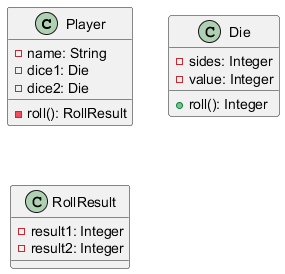 C Player
name: String
dice1: Die
dice2: Die
roll(): RollResult
C Die
sides: Integer
value: Integer
roll(): Integer
C RollResult
result1: Integer
result2: Integer